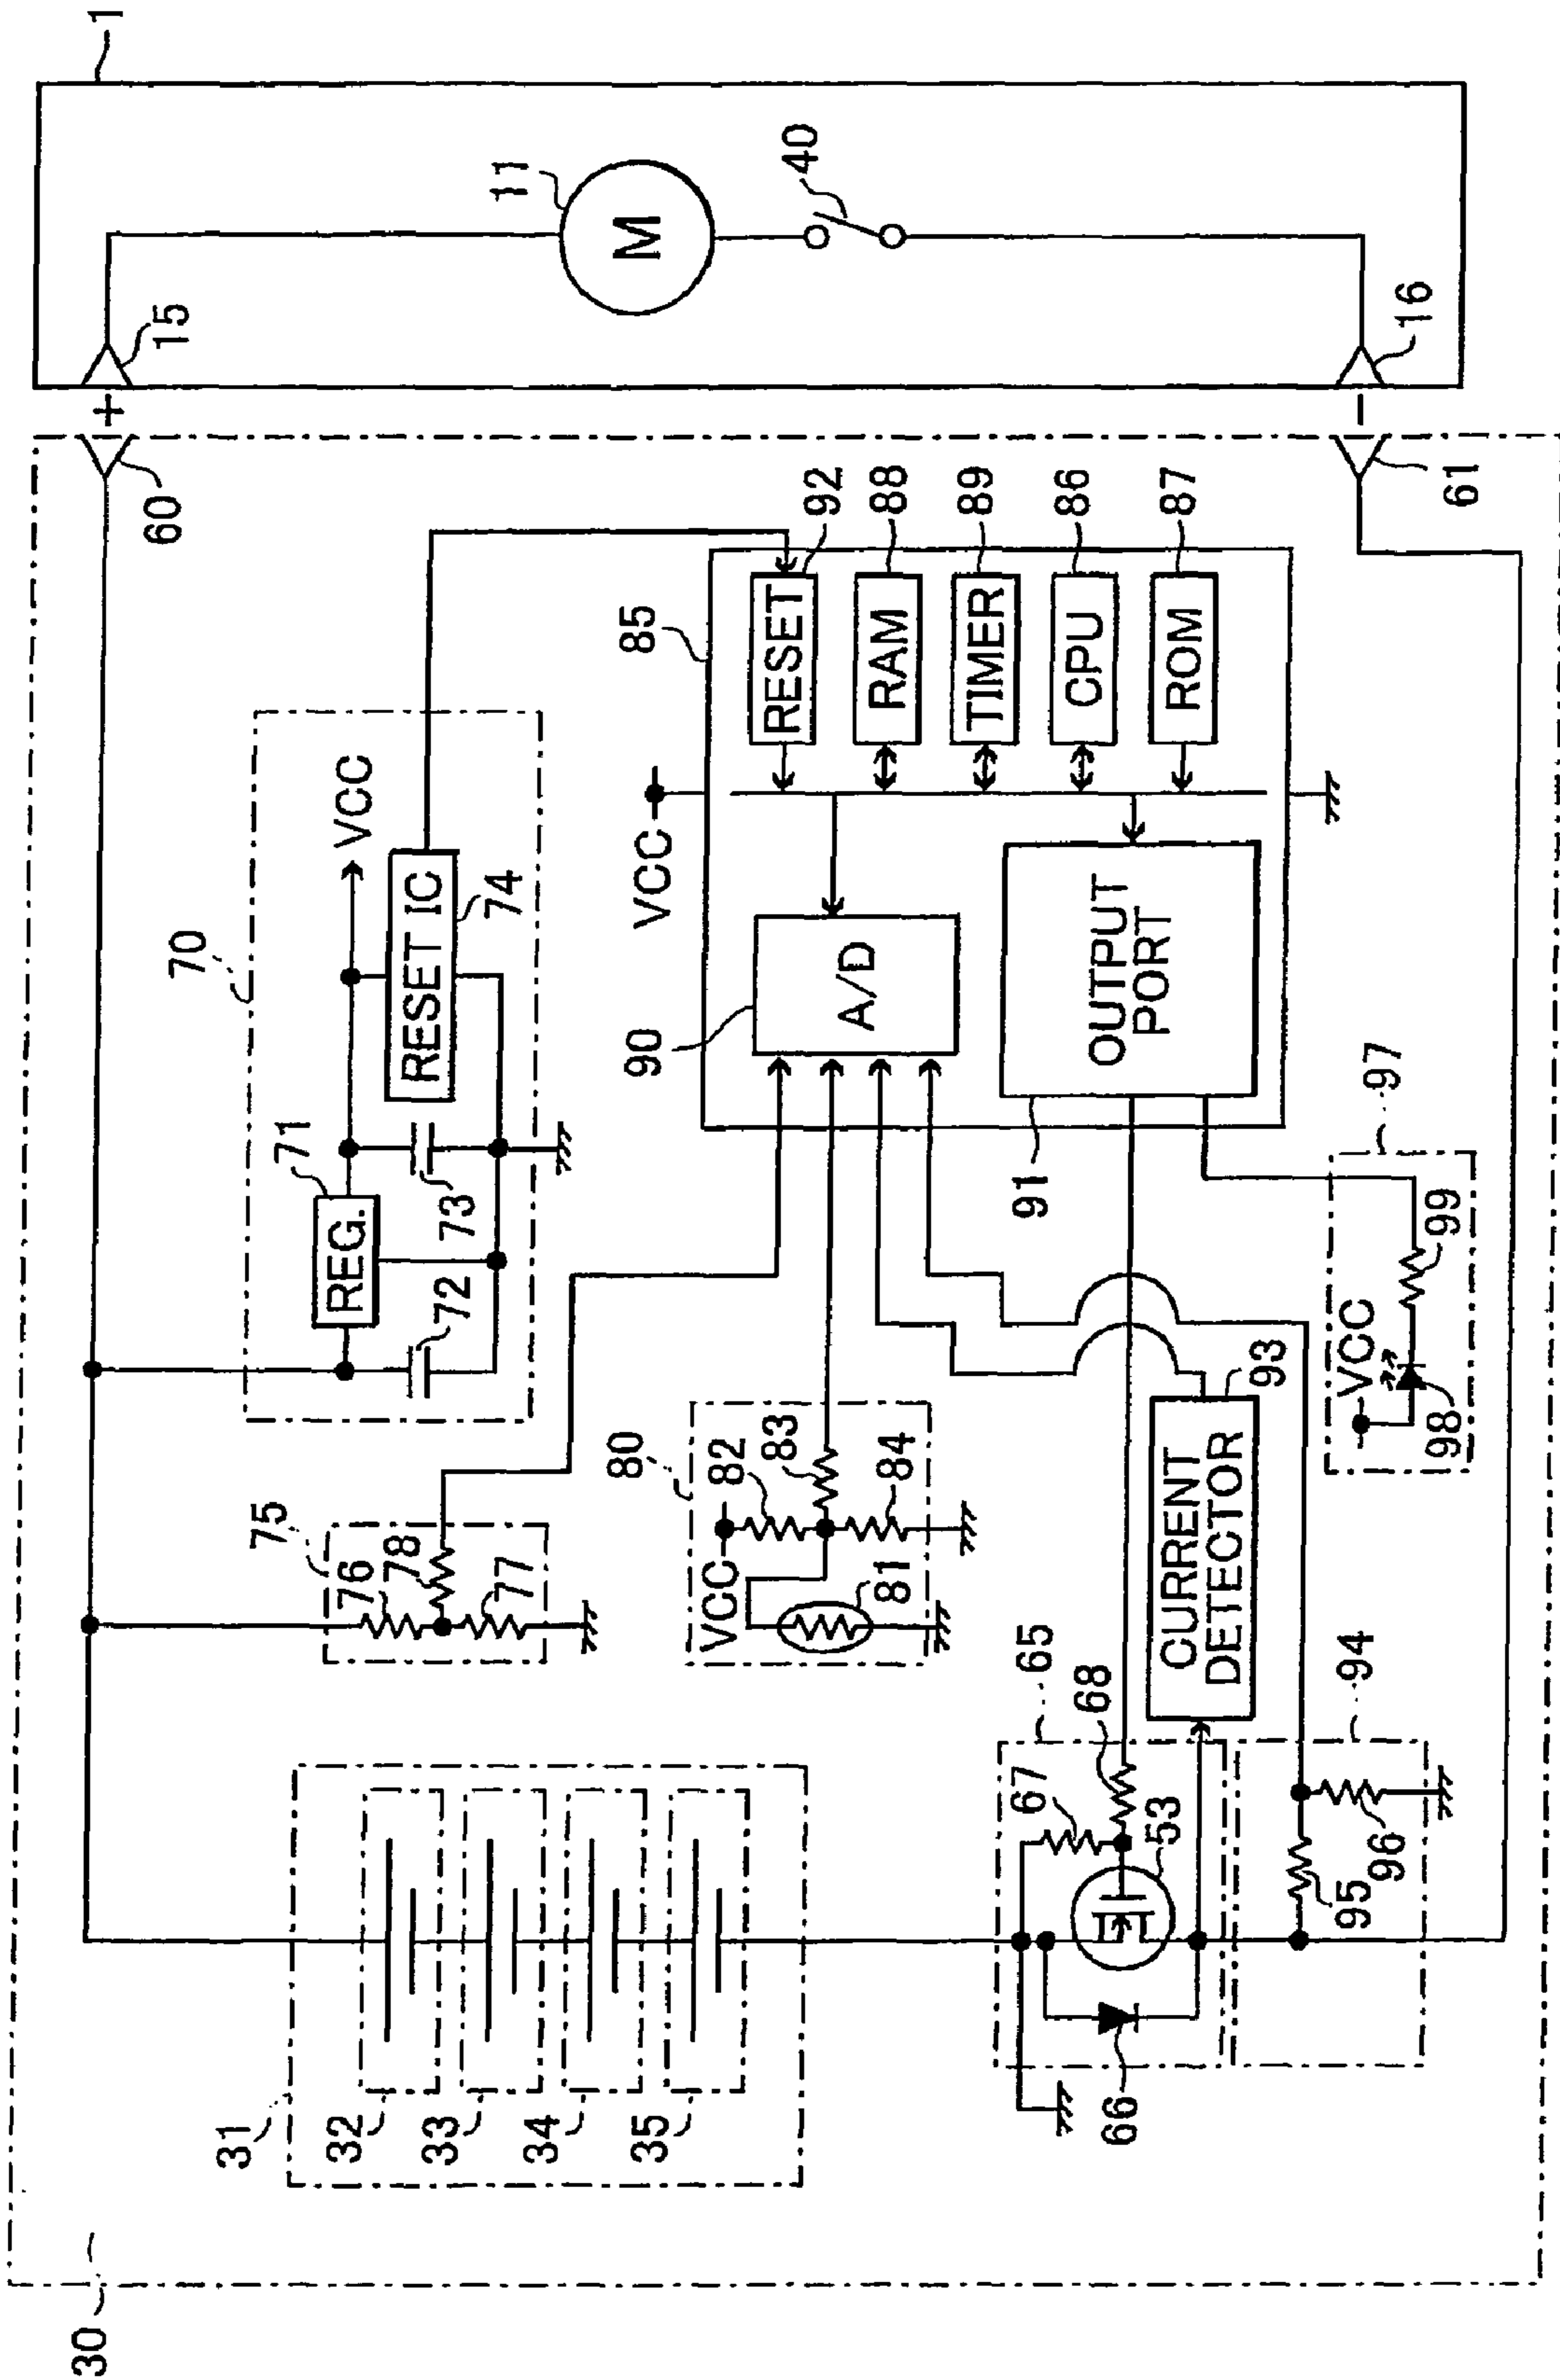 30
31
32
33
34
35
75
76
78
77
70
71
REG.
72
73
VCC
RESET IC
74
60
+
15
1
11
M
40
80
VCC
82
83
84
81
85
VCC
90
A/D
RESET
92
RAM
88
TIMER
89
CPU
86
ROM
87
91
OUTPUT
PORT
65
67
68
53
66
CURRENT
DETECTOR
93
94
95
96
97
VCC
98
99
61
-
16